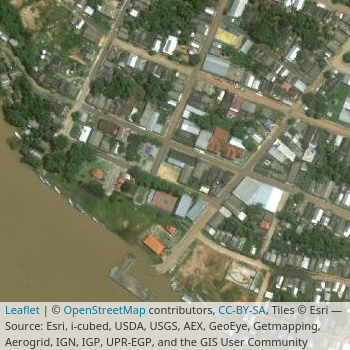 Leaflet | © OpenStreetMap contributors, CC-BY-SA, Tiles © Esri —
Source: Esri, i-cubed, USDA, USGS, AEX, GeoEye, Getmapping,
Aerogrid, IGN, IGP, UPR-EGP, and the GIS User Community